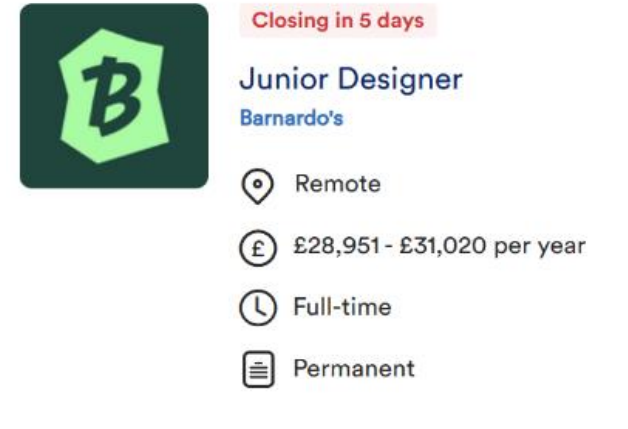 B
Closing in 5 days
Junior Designer
Barnardo's
Remote
£
£28,951 - £31,020 per year
Full-time
Permanent